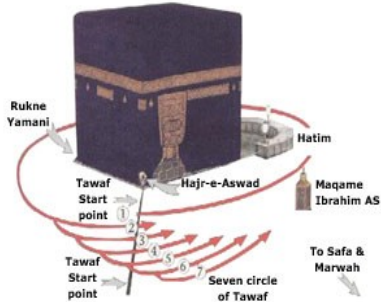 Rukne
Yamani
Hatim
Tawaf
Start
point
Hajr-e-Aswad
Maqame
Ibrahim AS
1
2
3
4
5
6
7
Tawaf
Start
point
Seven circle
of Tawaf
To Safa &
Marwah